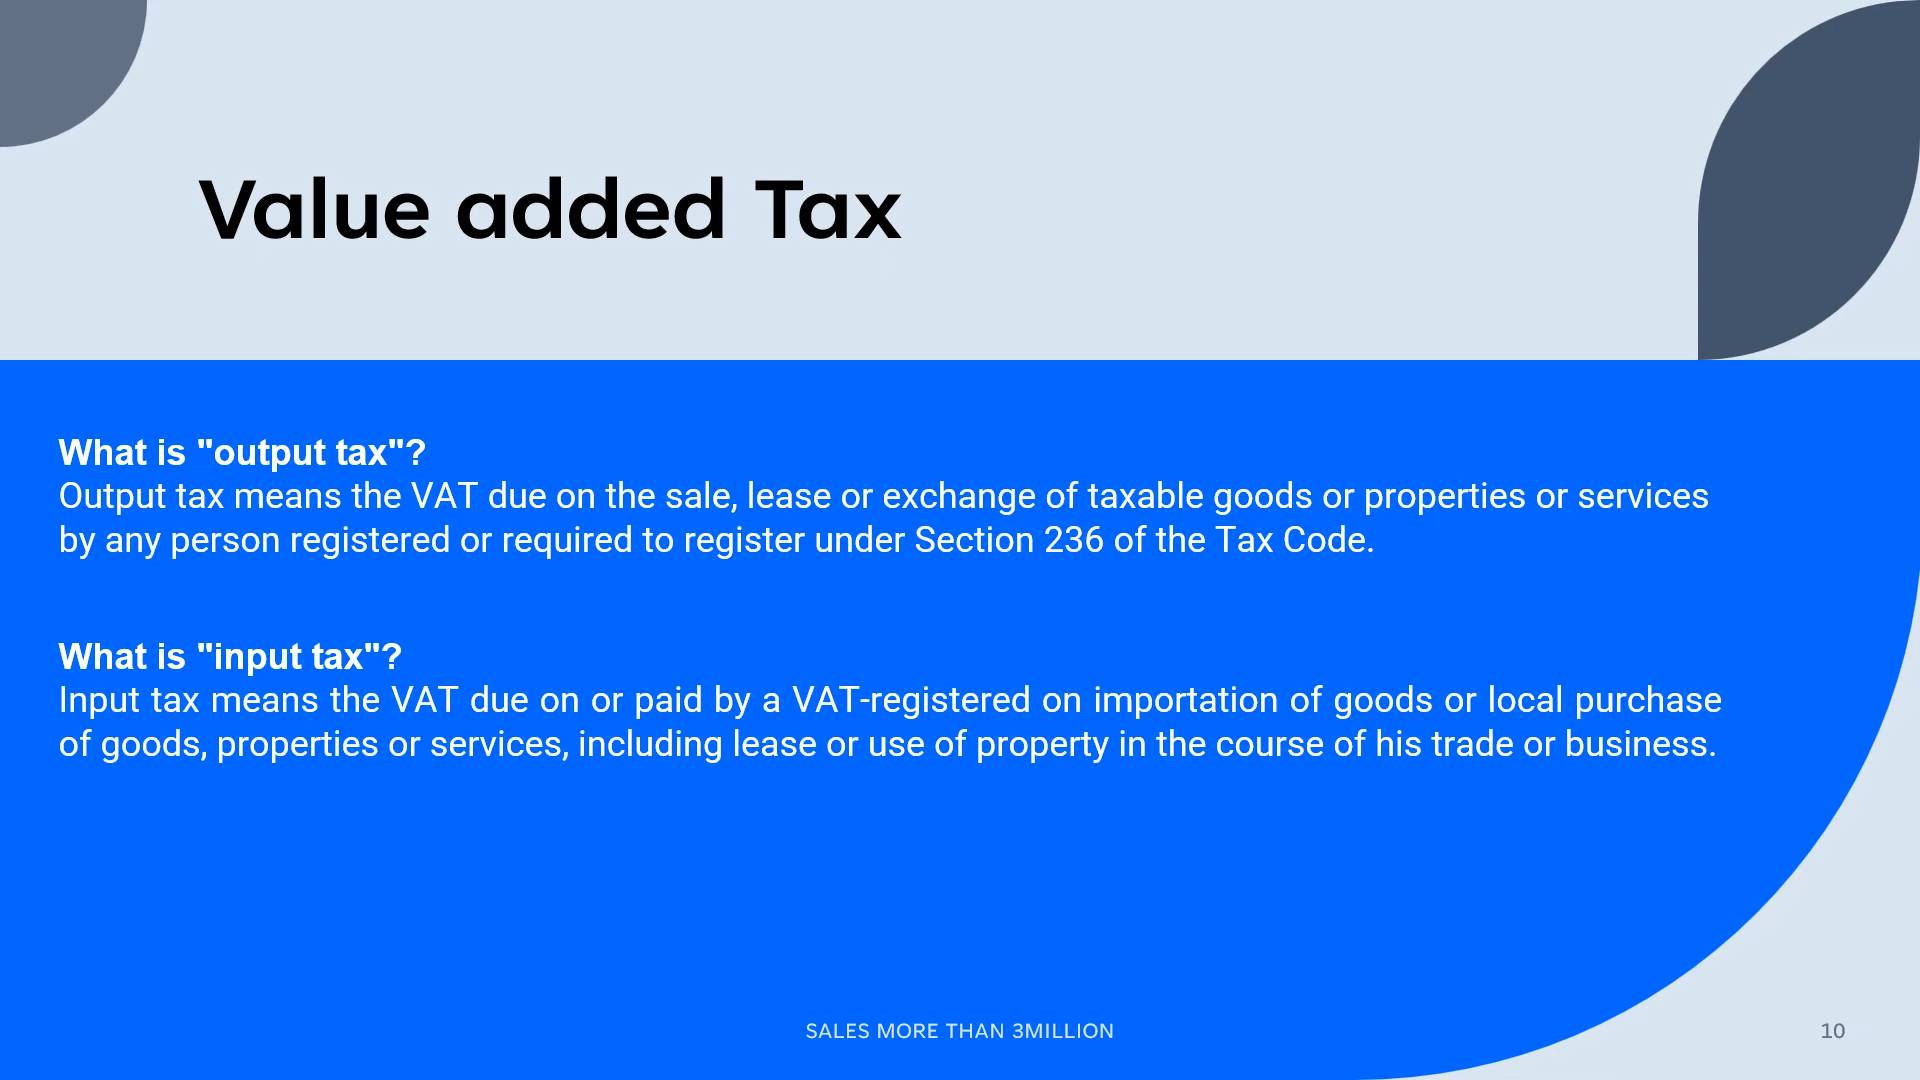 Value added Tax
What is "output tax"?
Output tax means the VAT due on the sale, lease or exchange of taxable goods or properties or services
by any person registered or required to register under Section 236 of the Tax Code.
What is "input tax"?
Input tax means the VAT due on or paid by a VAT-registered on importation of goods or local purchase
of goods, properties or services, including lease or use of property in the course of his trade or business.
SALES MORE THAN 3MILLION
10